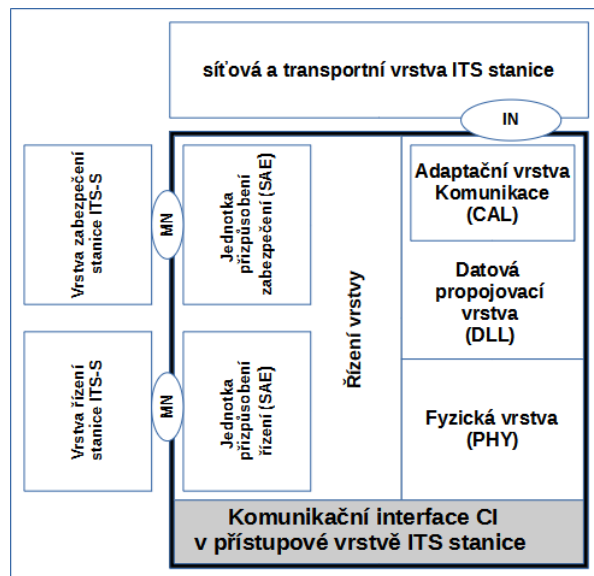 síťová a transportní vrstva ITS stanice
IN
Vrstva zabezpečení
stanice ITS-S
MN
Jednotka
přizpůsobení
zabezpečení (SAE)
Řízení vrstvy
Adaptační vrstva
Komunikace
(CAL)
Datová
propojovací
vrstva
(DLL)
Vrstva řízení
stanice ITS-S
MN
Jednotka
přizpůsobení
řízení (SAE)
Fyzická vrstva
(PHY)
Komunikační interface CI
v přístupové vrstvě ITS stanice